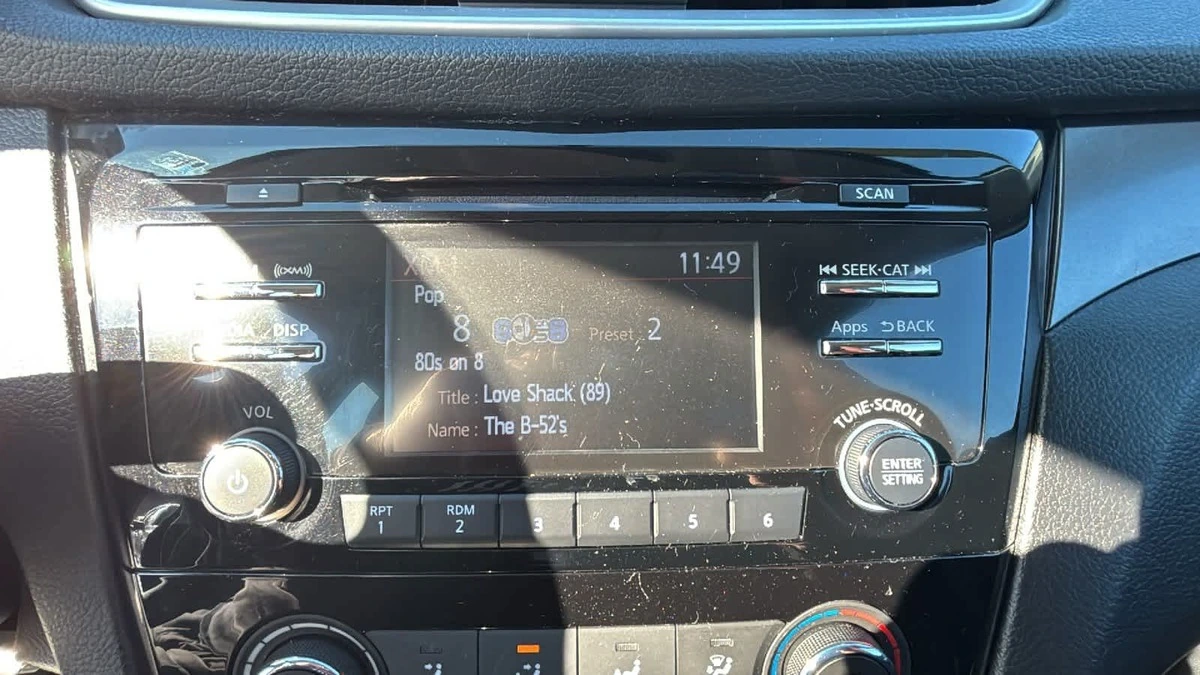 SCAN
11:49
((XM))
SEEK·CAT
Pop
DISP
8 Preset 2
Apps BACK
80s on 8
Title : Love Shack (89)
Name : The B-52's
VOL
TUNE·SCROLL
ENTER
SETTING
RPT RDM
1 2 3 4 5 6